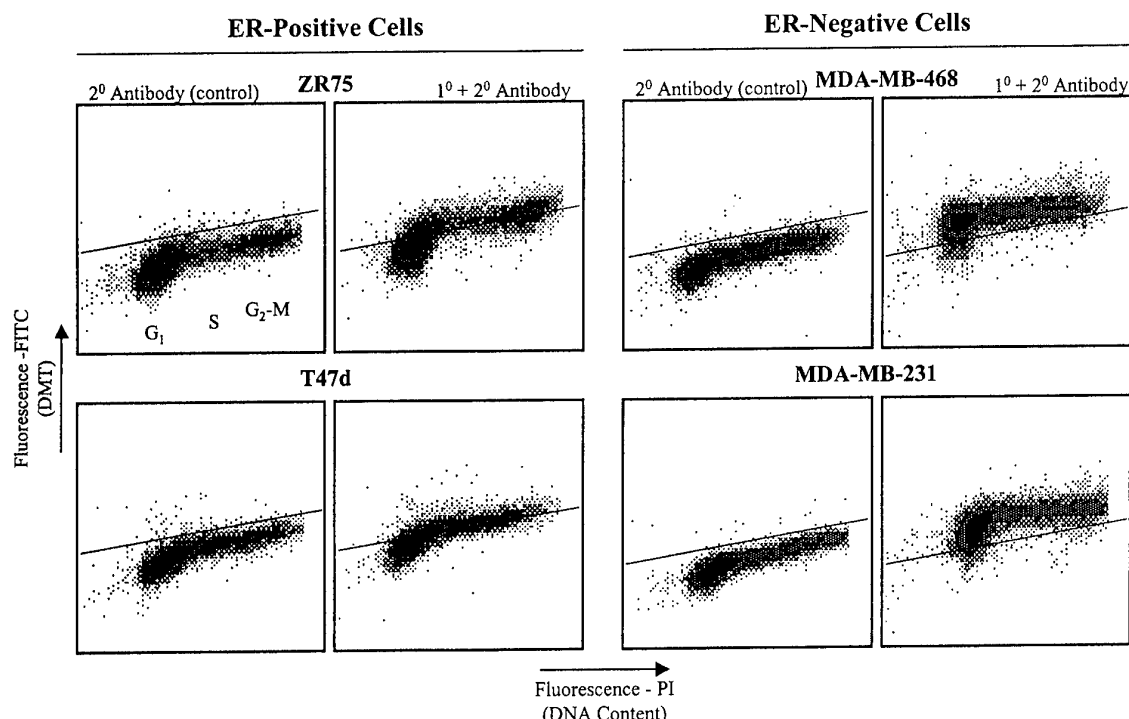 ER-Positive Cells
ER-Negative Cells
2⁰ Antibody (control)
ZR75
1⁰ + 2⁰ Antibody
2⁰ Antibody (control)
MDA-MB-468
1⁰ + 2⁰ Antibody
G₁
S
G₂-M
T47d
MDA-MB-231
Fluorescence -FITC
(DMT)
Fluorescence - PI
(DNA Content)